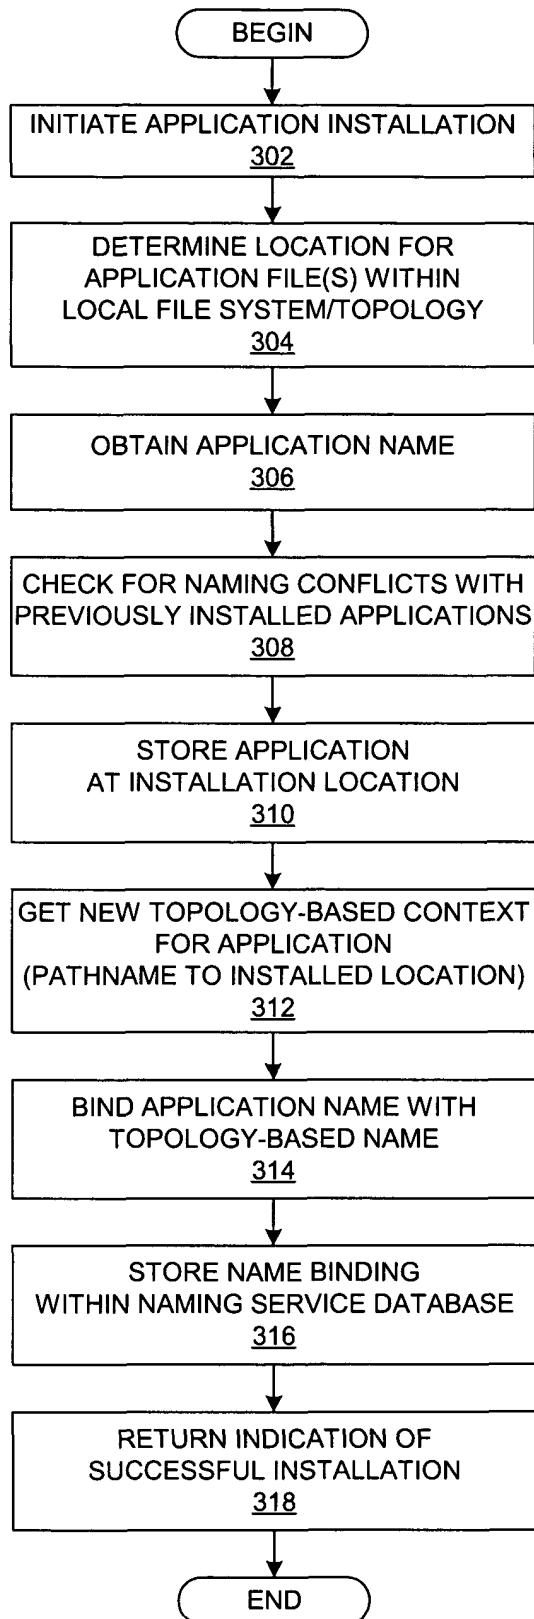 BEGIN
INITIATE APPLICATION INSTALLATION
302
DETERMINE LOCATION FOR
APPLICATION FILE(S) WITHIN
LOCAL FILE SYSTEM/TOPOLOGY
304
OBTAIN APPLICATION NAME
306
CHECK FOR NAMING CONFLICTS WITH
PREVIOUSLY INSTALLED APPLICATIONS
308
STORE APPLICATION
AT INSTALLATION LOCATION
310
GET NEW TOPOLOGY-BASED CONTEXT
FOR APPLICATION
(PATHNAME TO INSTALLED LOCATION)
312
BIND APPLICATION NAME WITH
TOPOLOGY-BASED NAME
314
STORE NAME BINDING
WITHIN NAMING SERVICE DATABASE
316
RETURN INDICATION OF
SUCCESSFUL INSTALLATION
318
END